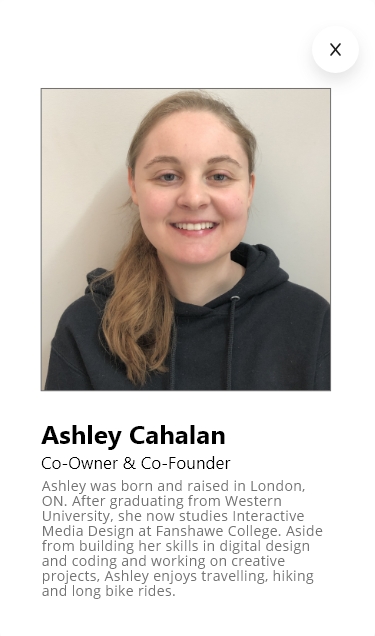 X
Ashley Cahalan
Co-Owner & Co-Founder
Ashley was born and raised in London,
ON. After graduating from Western
University, she now studies Interactive
Media Design at Fanshawe College. Aside
from building her skills in digital design
and coding and working on creative
projects, Ashley enjoys travelling, hiking
and long bike rides.